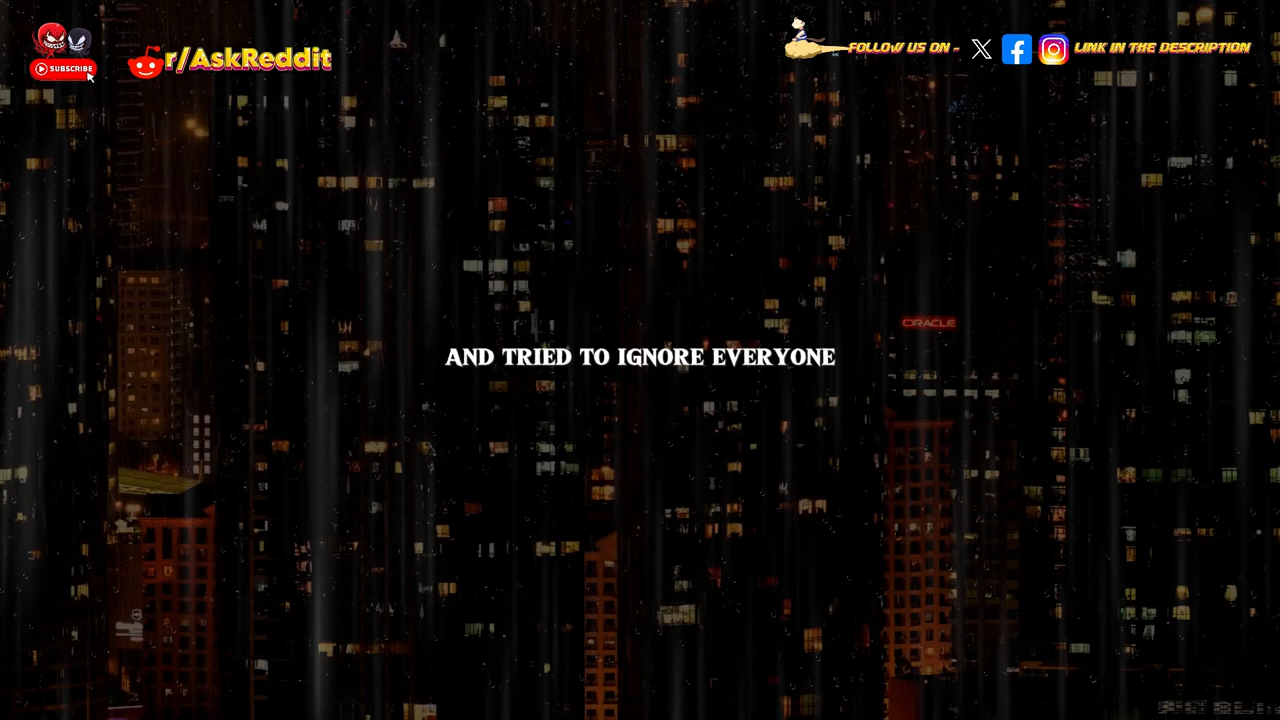 SUBSCRIBE
r/AskReddit
FOLLOW US ON -
LINK IN THE DESCRIPTION
ORACLE
AND TRIED TO IGNORE EVERYONE